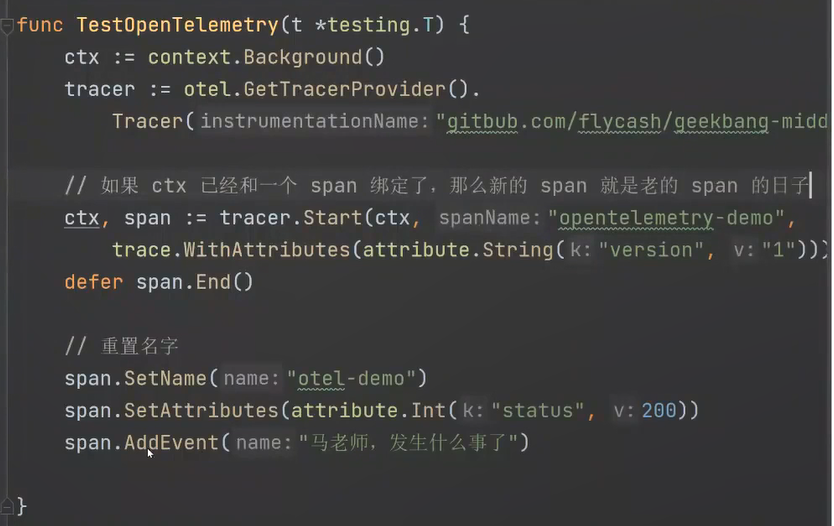 func TestOpenTelemetry(t *testing.T) {
ctx := context.Background()
tracer := otel.GetTracerProvider().
Tracer( instrumentationName: "gitbub.com/flycash/geekbang-midd
// 如果 ctx 已经和一个 span 绑定了，那么新的 span 就是老的 span 的日子
ctx, span := tracer.Start(ctx, spanName: "opentelemetry-demo",
trace.WithAttributes(attribute.String( k: "version", v: "1")))
defer span.End()
// 重置名字
span.SetName( name: "otel-demo")
span.SetAttributes(attribute.Int( k: "status", v: 200))
span.AddEvent( name: "马老师，发生什么事了")
}